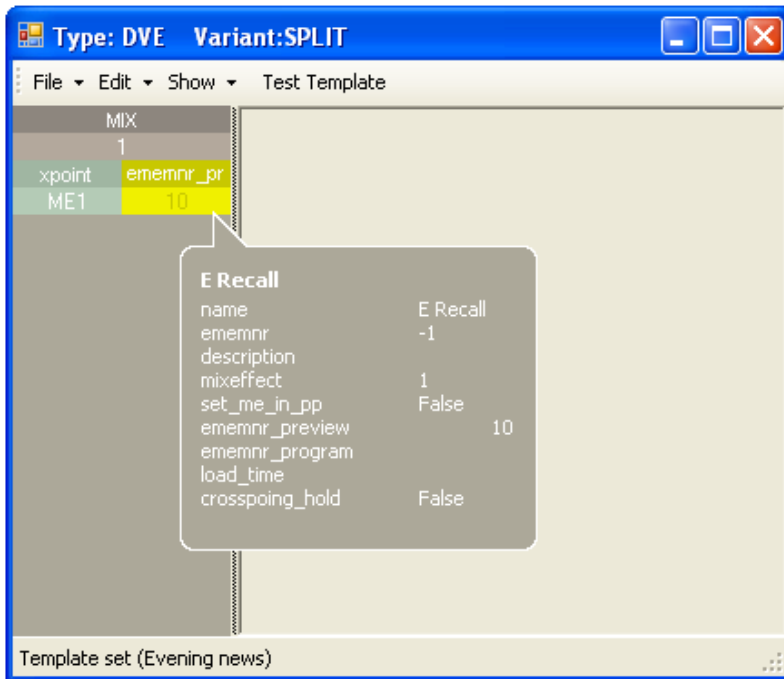 Type: DVE Variant:SPLIT
File Edit Show Test Template
MIX
1
xpoint ememnr_pr
ME1 10
E Recall
name E Recall
ememnr -1
description
mixeffect 1
set_me_in_pp False
ememnr_preview 10
ememnr_program
load_time
crosspoing_hold False
Template set (Evening news)